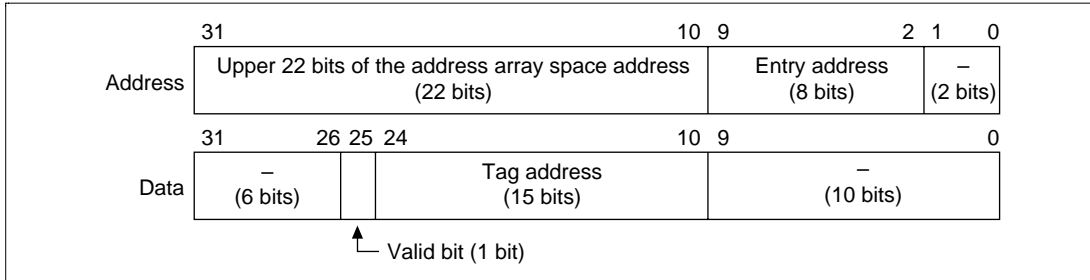 31 10 9 2 1 0
Address Upper 22 bits of the address array space address (22 bits) Entry address (8 bits) – (2 bits)
31 26 25 24 10 9 0
Data – (6 bits) Tag address (15 bits) – (10 bits)
Valid bit (1 bit)